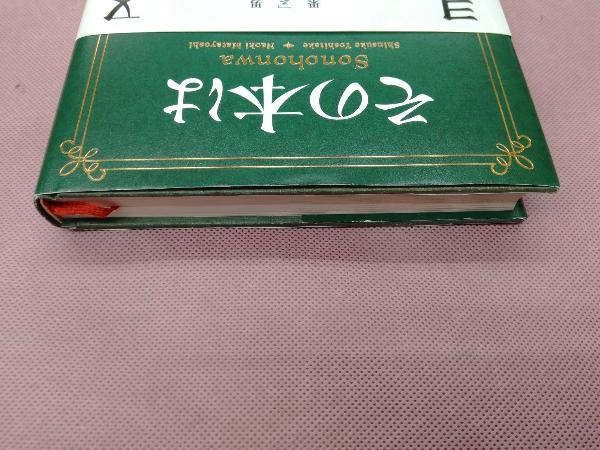 その本は
Sonohonwa
Shinsuke Yoshitake ✦ Naoki Matayoshi